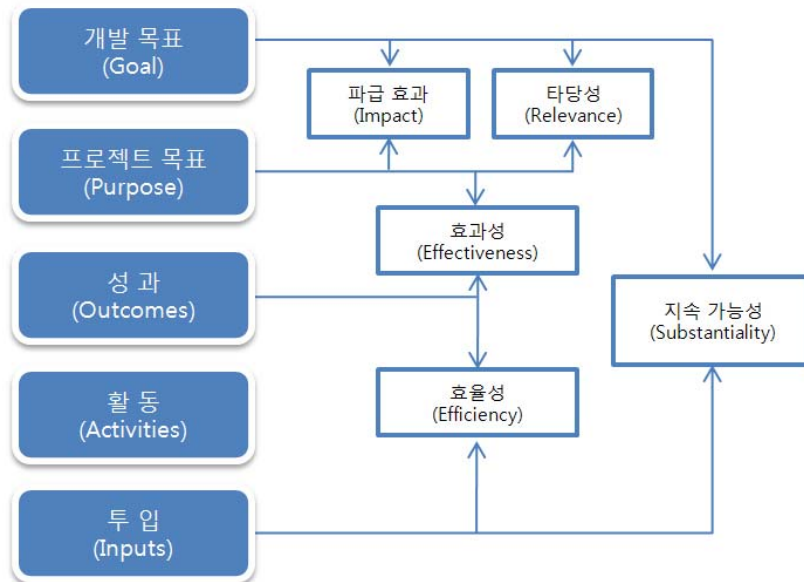 개발 목표
(Goal)
파급 효과
(Impact)
타당성
(Relevance)
프로젝트 목표
(Purpose)
효과성
(Effectiveness)
성 과
(Outcomes)
지속 가능성
(Substantiality)
활 동
(Activities)
효율성
(Efficiency)
투 입
(Inputs)